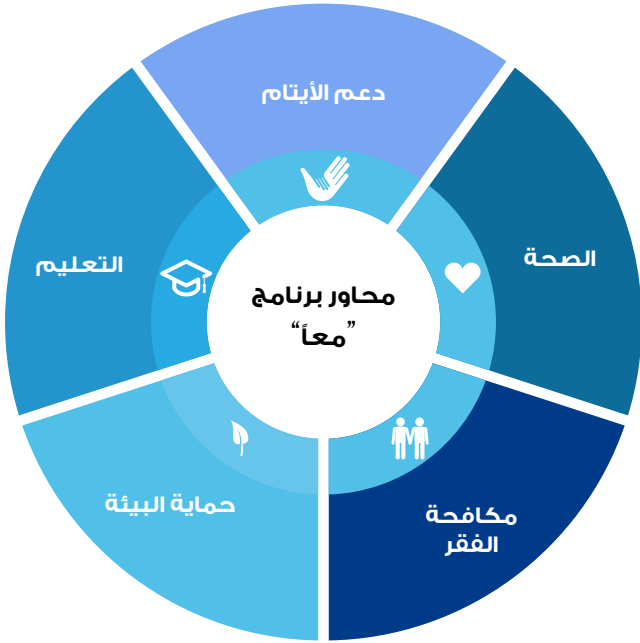 محاور برنامج
”معاً“
دعم الأيتام
الصحة
مكافحة
الفقر
حماية البيئة
التعليم